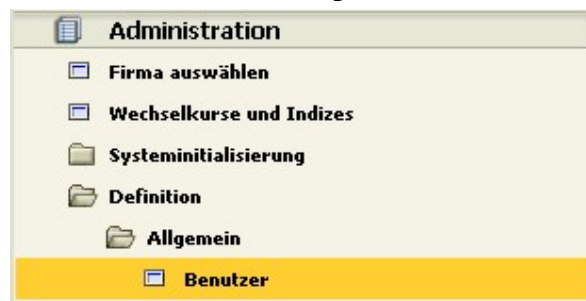 Administration
Firma auswählen
Wechselkurse und Indizes
Systeminitialisierung
Definition
Allgemein
Benutzer